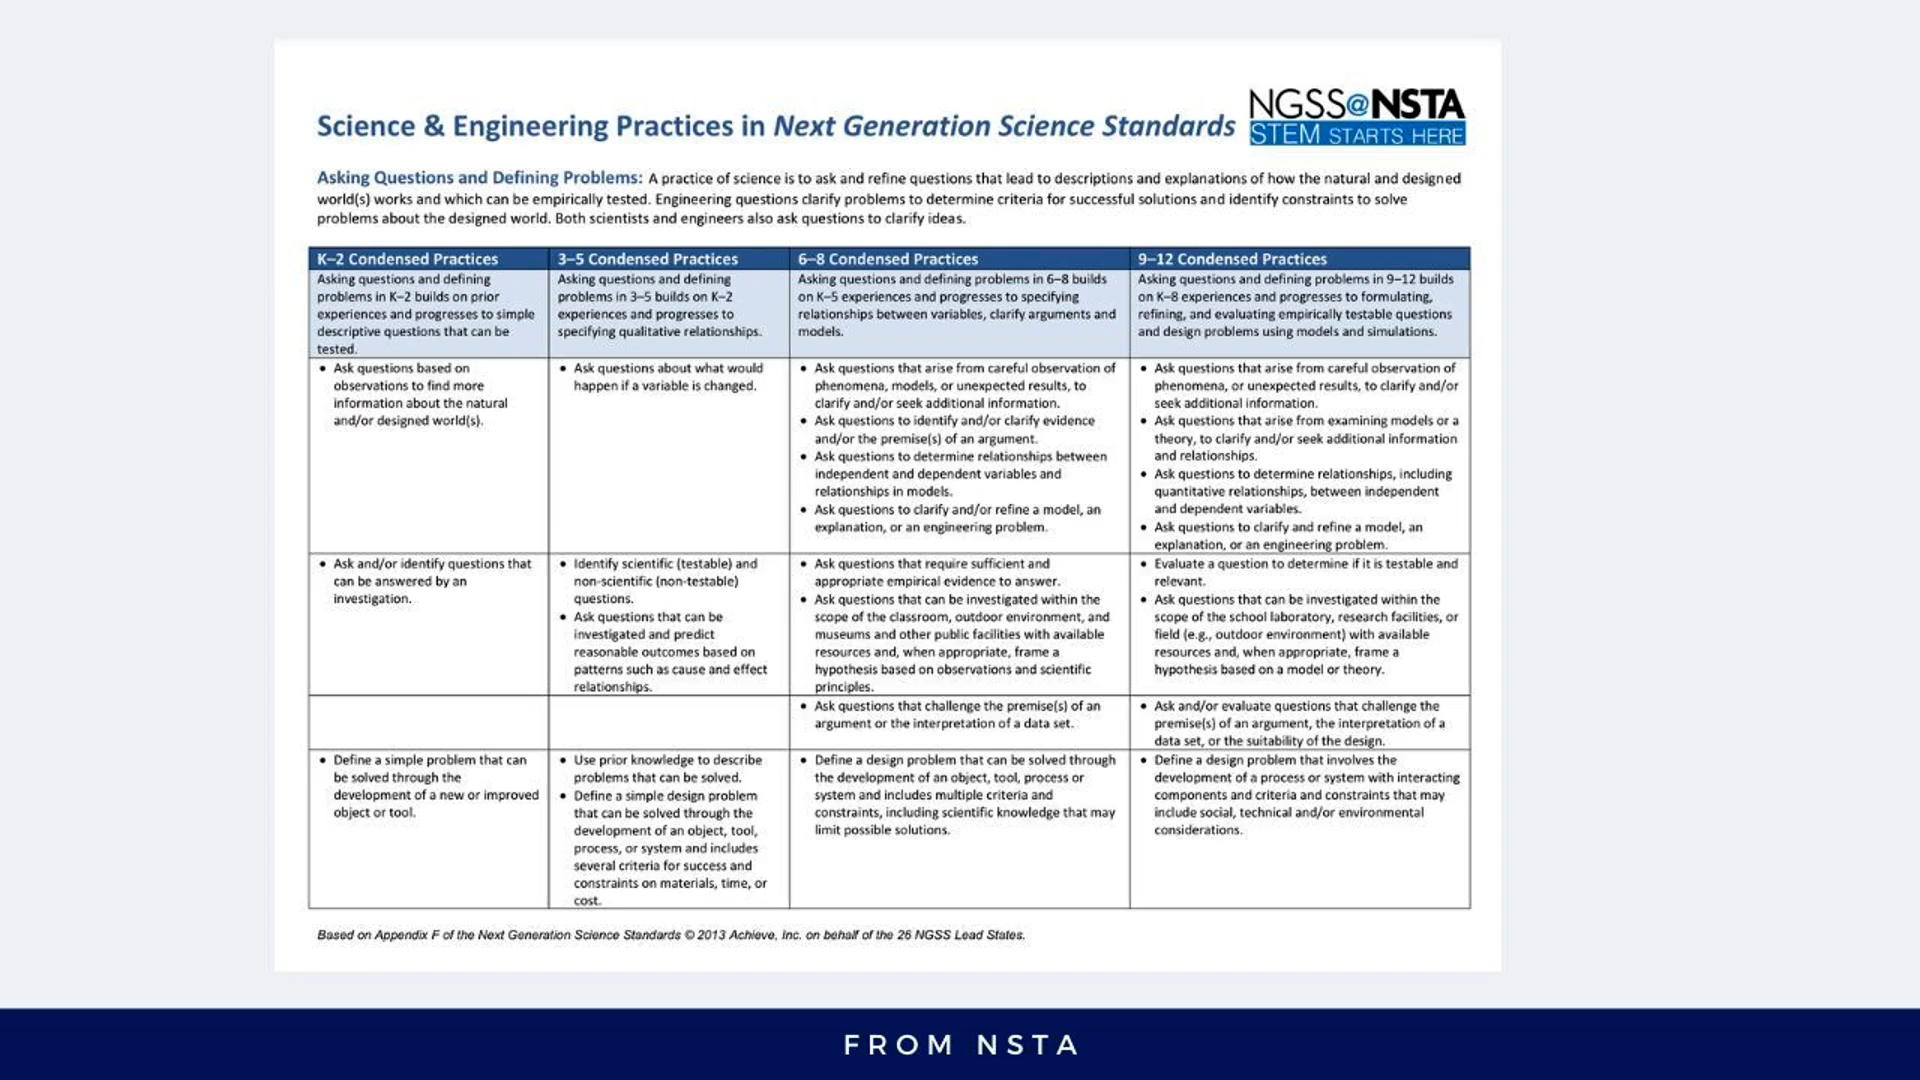 Science & Engineering Practices in Next Generation Science Standards
NGSS@NSTA
STEM STARTS HERE
Asking Questions and Defining Problems: A practice of science is to ask and refine questions that lead to descriptions and explanations of how the natural and designed
world(s) works and which can be empirically tested. Engineering questions clarify problems to determine criteria for successful solutions and identify constraints to solve
problems about the designed world. Both scientists and engineers also ask questions to clarify ideas.
K–2 Condensed Practices
Asking questions and defining
problems in K–2 builds on prior
experiences and progresses to simple
descriptive questions that can be
tested.
3–5 Condensed Practices
Asking questions and defining
problems in 3–5 builds on K–2
experiences and progresses to
specifying qualitative relationships.
6–8 Condensed Practices
Asking questions and defining problems in 6–8 builds
on K–5 experiences and progresses to specifying
relationships between variables, clarify arguments and
models.
9–12 Condensed Practices
Asking questions and defining problems in 9–12 builds
on K–8 experiences and progresses to formulating,
refining, and evaluating empirically testable questions
and design problems using models and simulations.
• Ask questions based on
observations to find more
information about the natural
and/or designed world(s).
• Ask questions about what would
happen if a variable is changed.
• Ask questions that arise from careful observation of
phenomena, models, or unexpected results, to
clarify and/or seek additional information.
• Ask questions to identify and/or clarify evidence
and/or the premise(s) of an argument.
• Ask questions to determine relationships between
independent and dependent variables and
relationships in models.
• Ask questions to clarify and/or refine a model, an
explanation, or an engineering problem.
• Ask questions that arise from careful observation of
phenomena, or unexpected results, to clarify and/or
seek additional information.
• Ask questions that arise from examining models or a
theory, to clarify and/or seek additional information
and relationships.
• Ask questions to determine relationships, including
quantitative relationships, between independent
and dependent variables.
• Ask questions to clarify and refine a model, an
explanation, or an engineering problem.
• Ask and/or identify questions that
can be answered by an
investigation.
• Identify scientific (testable) and
non-scientific (non-testable)
questions.
• Ask questions that can be
investigated and predict
reasonable outcomes based on
patterns such as cause and effect
relationships.
• Ask questions that require sufficient and
appropriate empirical evidence to answer.
• Ask questions that can be investigated within the
scope of the classroom, outdoor environment, and
museums and other public facilities with available
resources and, when appropriate, frame a
hypothesis based on observations and scientific
principles.
• Evaluate a question to determine if it is testable and
relevant.
• Ask questions that can be investigated within the
scope of the school laboratory, research facilities, or
field (e.g., outdoor environment) with available
resources and, when appropriate, frame a
hypothesis based on a model or theory.
• Ask questions that challenge the premise(s) of an
argument or the interpretation of a data set.
• Ask and/or evaluate questions that challenge the
premise(s) of an argument, the interpretation of a
data set, or the suitability of the design.
• Define a simple problem that can
be solved through the
development of a new or improved
object or tool.
• Use prior knowledge to describe
problems that can be solved.
• Define a simple design problem
that can be solved through the
development of an object, tool,
process, or system and includes
several criteria for success and
constraints on materials, time, or
cost.
• Define a design problem that can be solved through
the development of an object, tool, process or
system and includes multiple criteria and
constraints, including scientific knowledge that may
limit possible solutions.
• Define a design problem that involves the
development of a process or system with interacting
components and criteria and constraints that may
include social, technical and/or environmental
considerations.
Based on Appendix F of the Next Generation Science Standards © 2013 Achieve, Inc. on behalf of the 26 NGSS Lead States.
FROM NSTA